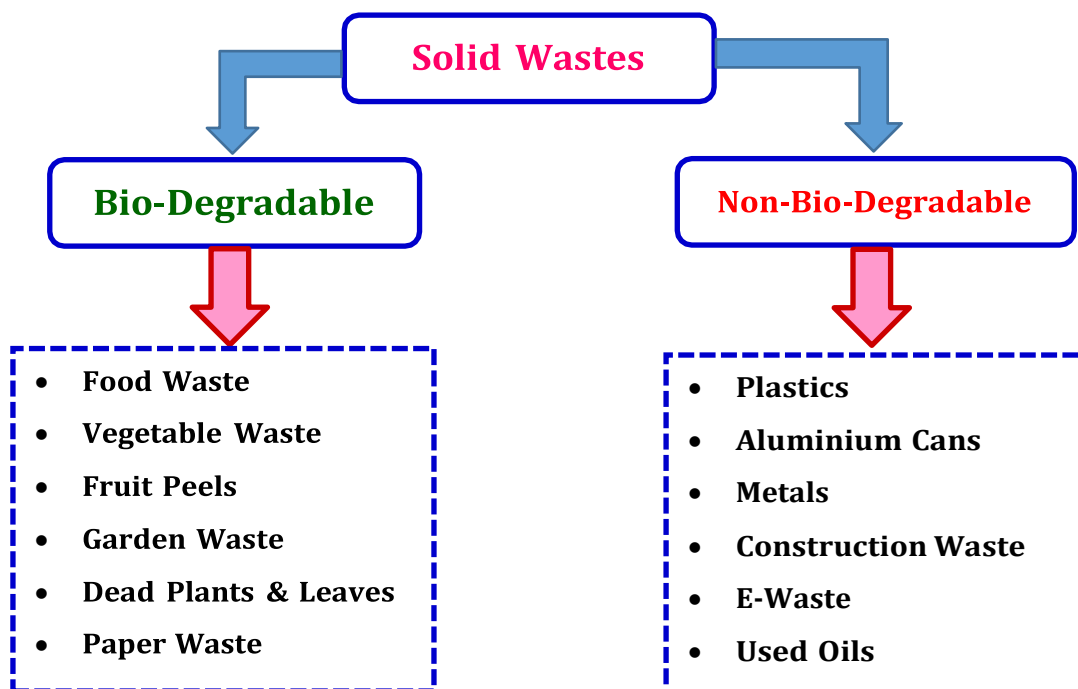 Solid Wastes
Bio-Degradable
Non-Bio-Degradable
• Food Waste
• Vegetable Waste
• Fruit Peels
• Garden Waste
• Dead Plants & Leaves
• Paper Waste
• Plastics
• Aluminium Cans
• Metals
• Construction Waste
• E-Waste
• Used Oils